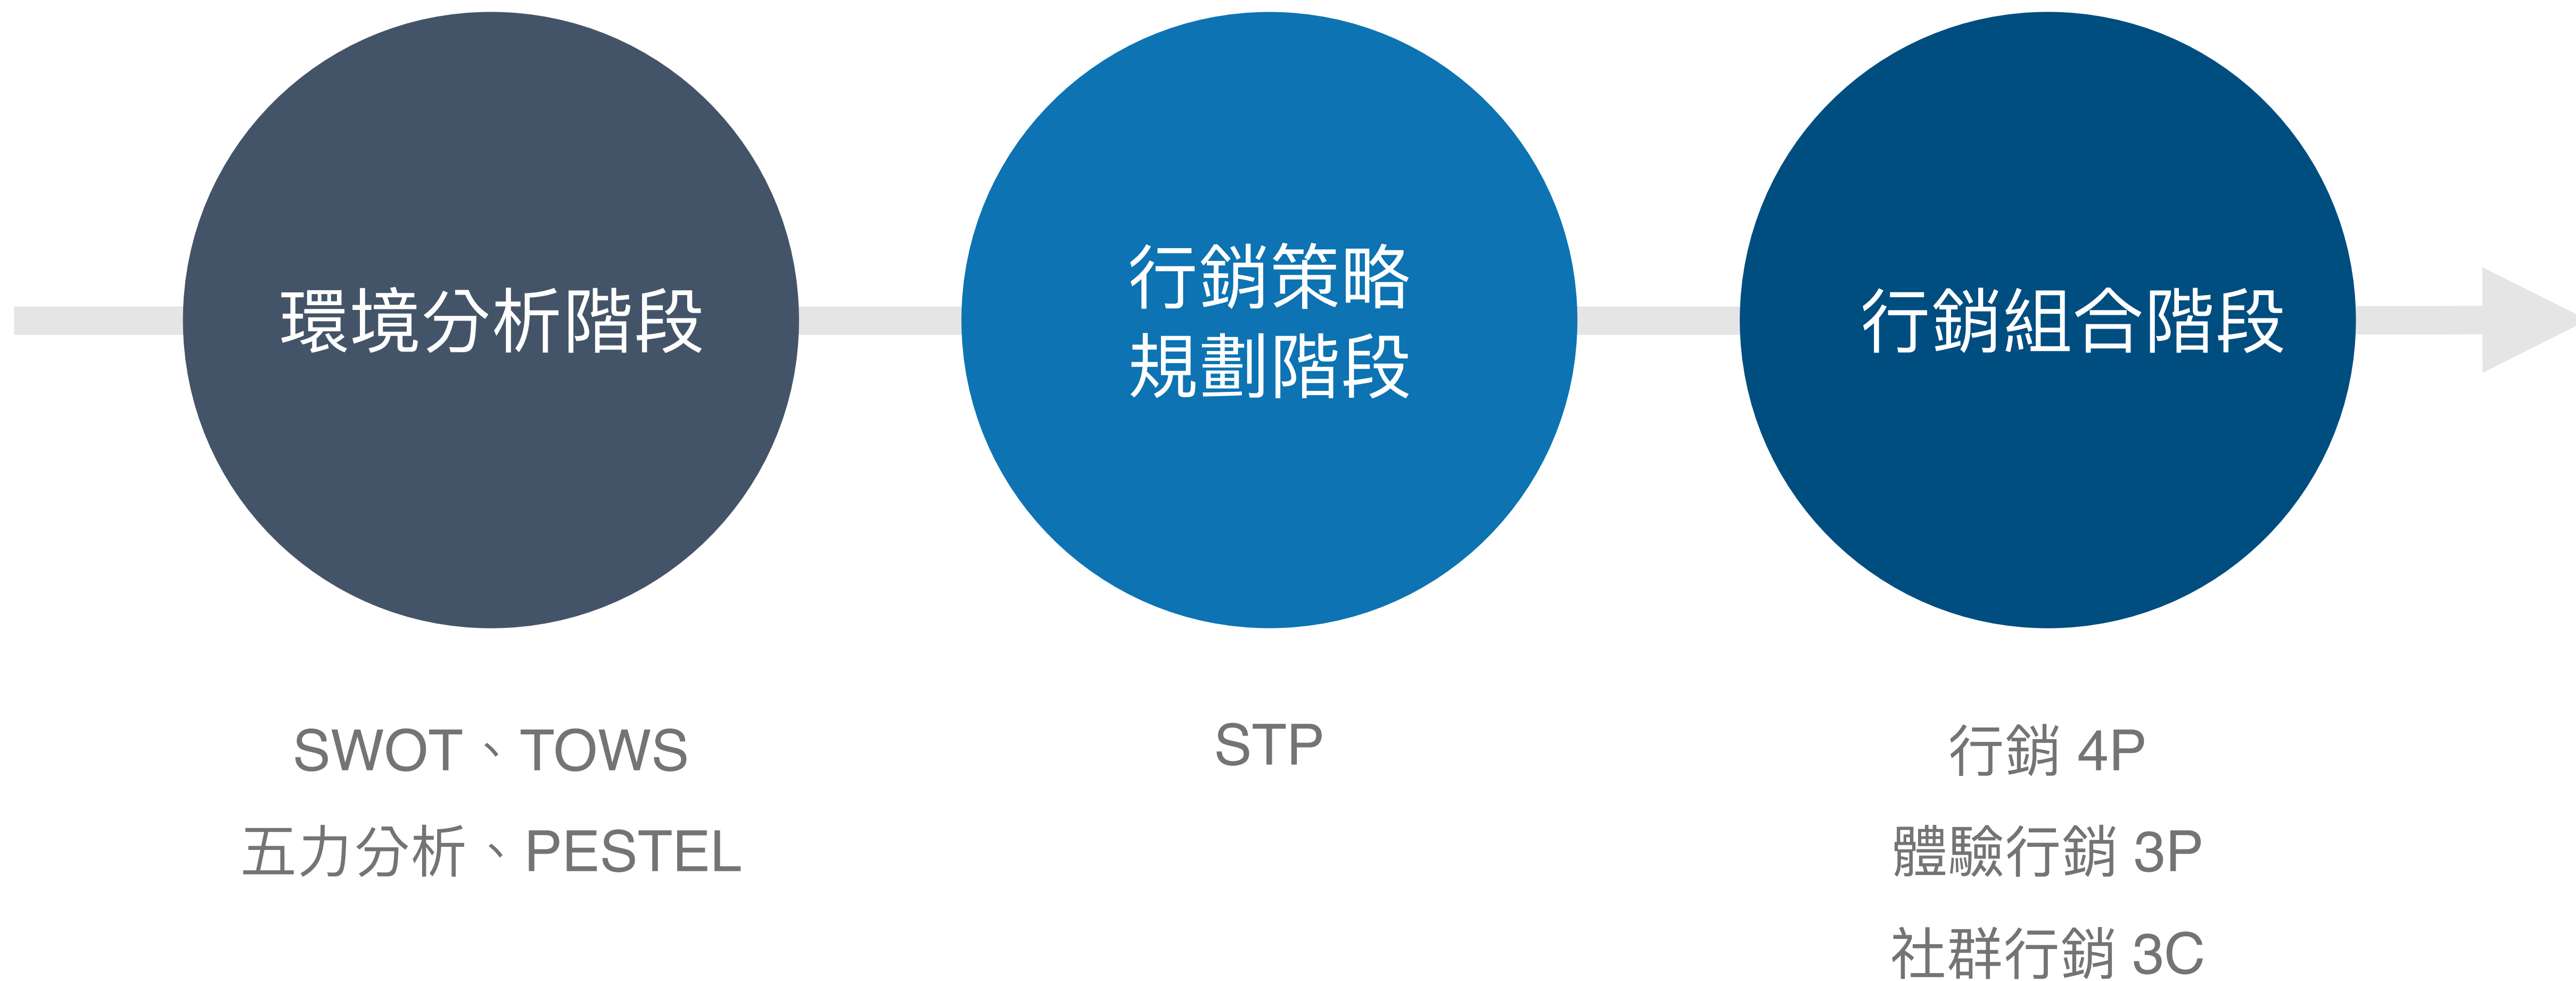 環境分析階段
行銷策略
規劃階段
行銷組合階段
SWOT、TOWS
五力分析、PESTEL
STP
行銷 4P
體驗行銷 3P
社群行銷 3C